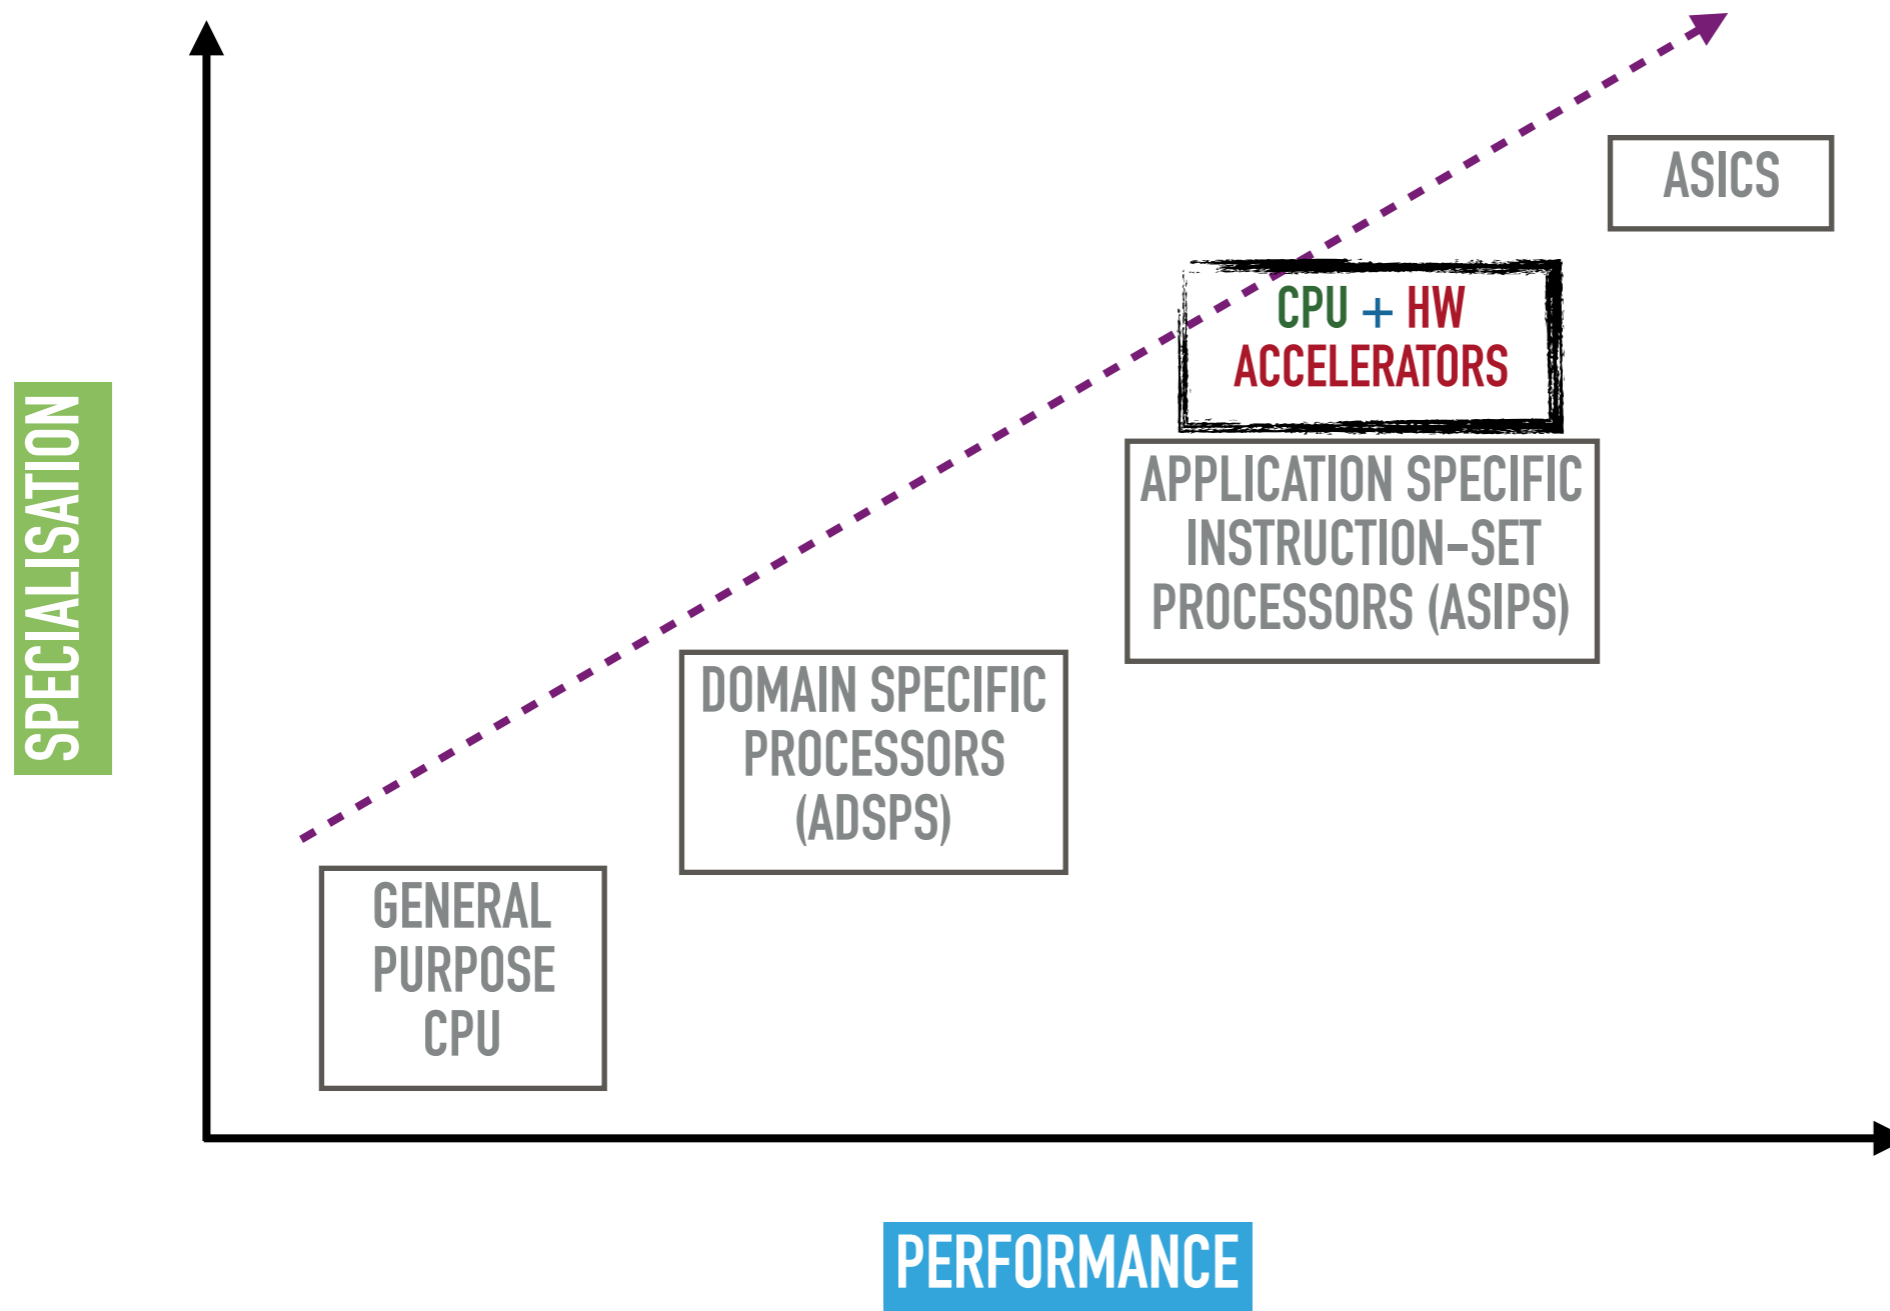 ASICS
CPU + HW
ACCELERATORS
APPLICATION SPECIFIC
INSTRUCTION-SET
PROCESSORS (ASIPS)
SPECIALISATION
DOMAIN SPECIFIC
PROCESSORS
(ADSPS)
GENERAL
PURPOSE
CPU
PERFORMANCE